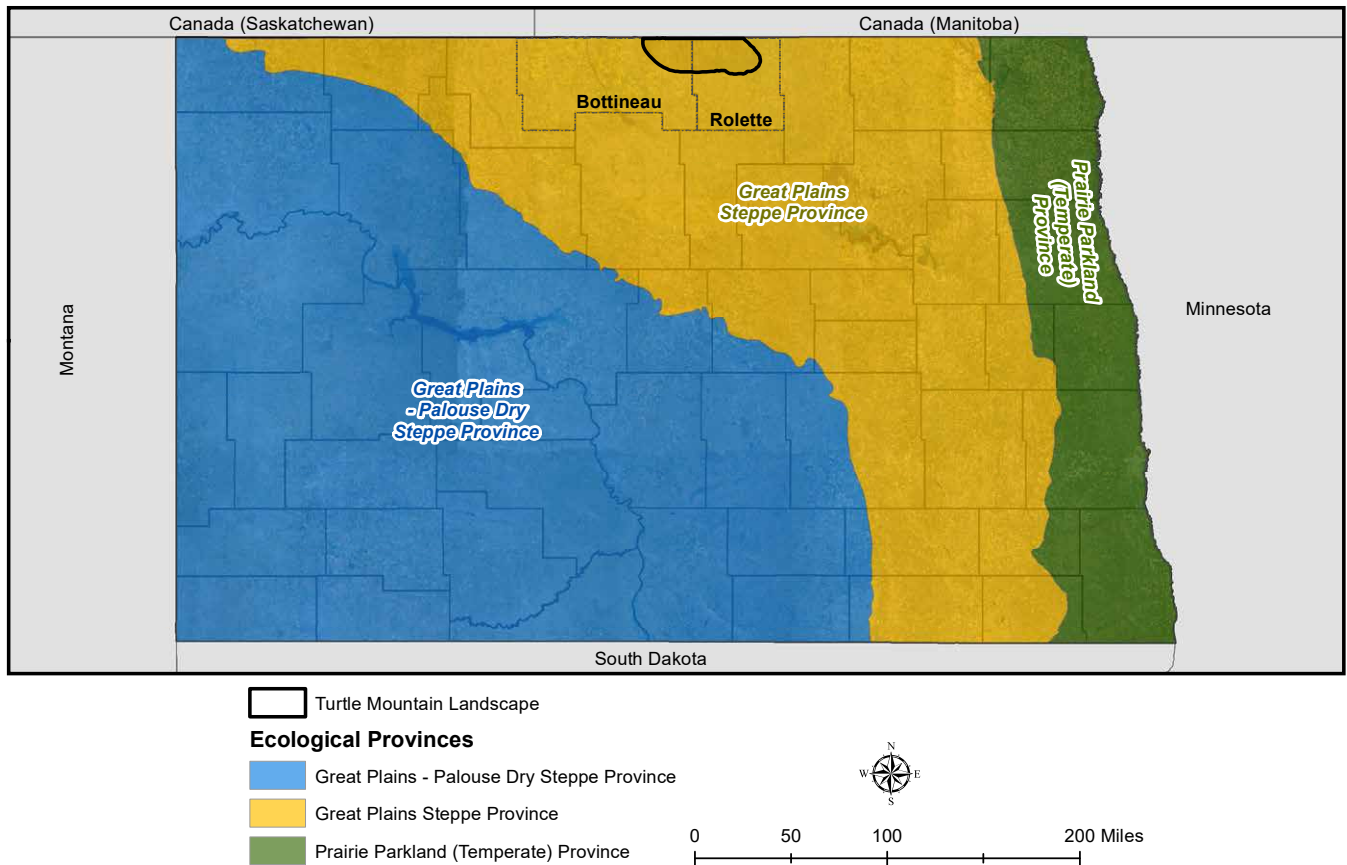 Canada (Saskatchewan)
Canada (Manitoba)
Bottineau
Rolette
Great Plains
Steppe Province
Prairie Parkland
(Temperate)
Province
Montana
Minnesota
Great Plains
- Palouse Dry
Steppe Province
South Dakota
Turtle Mountain Landscape
Ecological Provinces
Great Plains - Palouse Dry Steppe Province
Great Plains Steppe Province
Prairie Parkland (Temperate) Province
N
W E
S
0 50 100 200 Miles